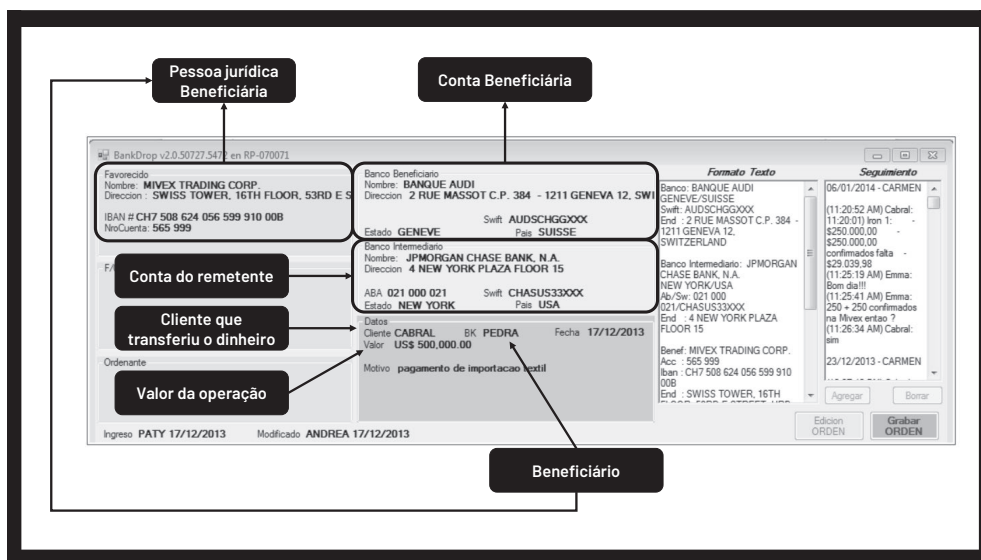 Pessoa jurídica
Beneficiária
Conta Beneficiária
BankDrop v2.0.50727.5472 en RP-070071
Favorecido
Nombre: MIVEX TRADING CORP.
Direccion : SWISS TOWER, 16TH FLOOR, 53RD E S
IBAN # CH7 508 624 056 599 910 00B
NroCuenta: 565 999
Banco Beneficiario
Nombre: BANQUE AUDI
Direccion 2 RUE MASSOT C.P. 384 - 1211 GENEVA 12, SWI
Swift AUDSCHGGXXX
Estado GENEVE Pais SUISSE
Banco Intermediario
Nombre: JPMORGAN CHASE BANK, N.A.
Direccion 4 NEW YORK PLAZA FLOOR 15
ABA 021 000 021 Swift CHASUS33XXX
Estado NEW YORK Pais USA
Conta do remetente
Cliente que
transferiu o dinheiro
Datos
Cliente CABRAL BK PEDRA Fecha 17/12/2013
Valor US$ 500,000.00
Motivo pagamento de importacao textil
Ordenante
Valor da operação
Ingreso PATY 17/12/2013 Modificado ANDREA 17/12/2013
Formato Texto
Banco: BANQUE AUDI
GENEVE/SUISSE
Swift: AUDSCHGGXXX
End : 2 RUE MASSOT C.P. 384 -
1211 GENEVA 12,
SWITZERLAND
Banco Intermediario: JPMORGAN
CHASE BANK, N.A.
NEW YORK/USA
Ab/Sw: 021 000
021/CHASUS33XXX
End : 4 NEW YORK PLAZA
FLOOR 15
Benef: MIVEX TRADING CORP.
Acc : 565 999
Iban : CH7 508 624 056 599 910
00B
End : SWISS TOWER, 16TH
Seguimiento
06/01/2014 - CARMEN
(11:20:52 AM) Cabral:
11:20:01) Iron 1: -
$250.000,00 -
$250.000,00
confirmados falta -
$29.039,98
(11:25:19 AM) Emma:
Bom dia!!!
(11:25:41 AM) Emma:
250 + 250 confirmados
na Mivex entao ?
(11:26:34 AM) Cabral:
sim
23/12/2013 - CARMEN
Agregar Borrar
Edicion
ORDEN
Grabar
ORDEN
Beneficiário